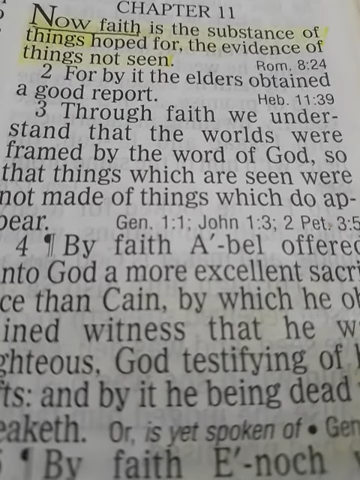 CHAPTER 11
Now faith is the substance of
things hoped for, the evidence of
things not seen. Rom. 8:24
2 For by it the elders obtained
a good report. Heb. 11:39
3 Through faith we under-
stand that the worlds were
framed by the word of God, so
that things which are seen were
not made of things which do ap-
pear. Gen. 1:1; John 1:3; 2 Pet. 3:5
4 ¶ By faith A′-bel offered
nto God a more excellent sacri
ce than Cain, by which he ob
ined witness that he w
ghteous, God testifying of
fts: and by it he being dead
eaketh. Or, is yet spoken of • Gen
¶ By faith E′-noch